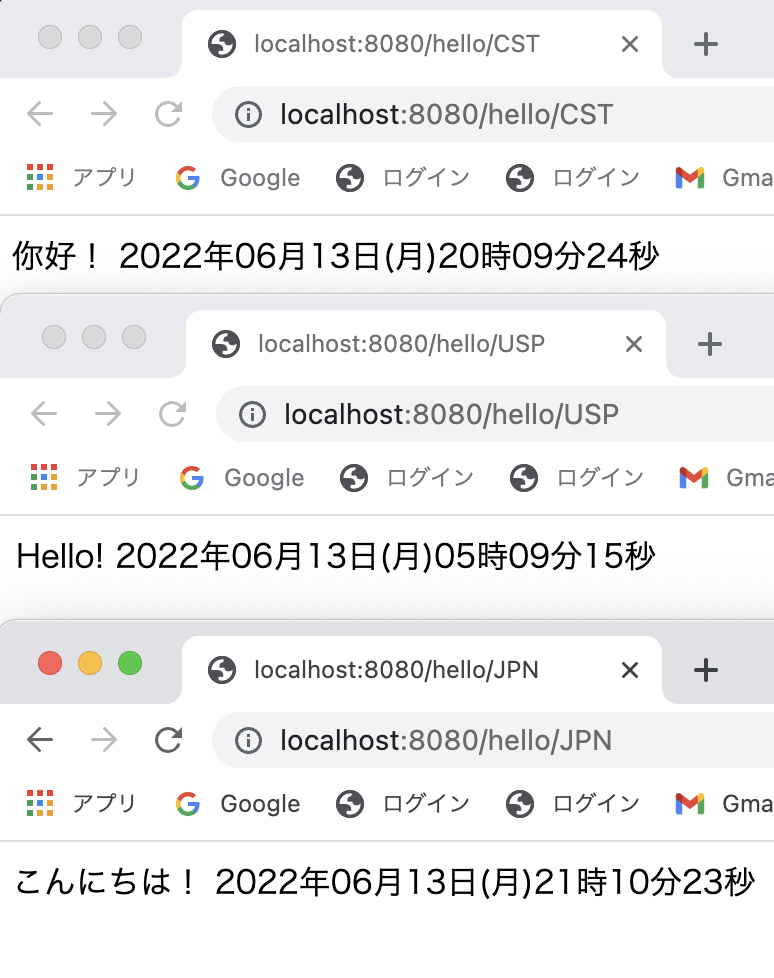 localhost:8080/hello/CST
localhost:8080/hello/CST
アプリ Google ログイン ログイン Gma
你好！ 2022年06月13日(月)20時09分24秒
localhost:8080/hello/USP
localhost:8080/hello/USP
アプリ Google ログイン ログイン Gma
Hello! 2022年06月13日(月)05時09分15秒
localhost:8080/hello/JPN
localhost:8080/hello/JPN
アプリ Google ログイン ログイン Gma
こんにちは！ 2022年06月13日(月)21時10分23秒